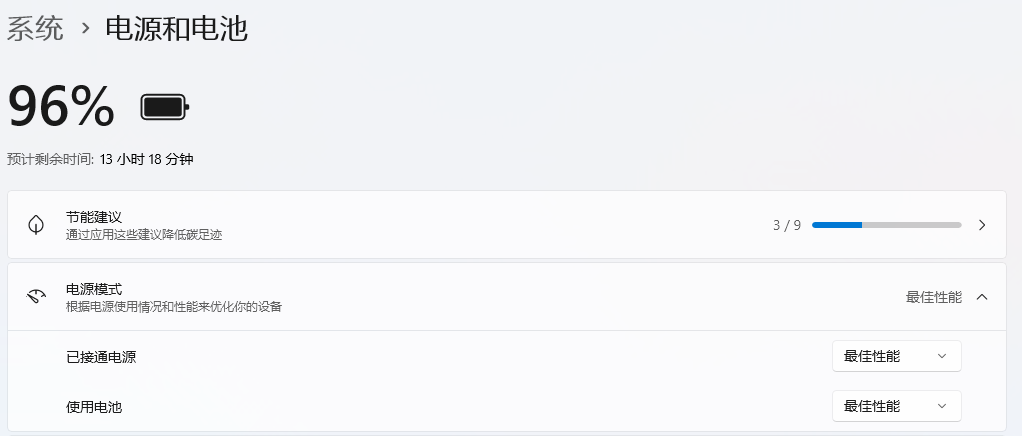 系统 › 电源和电池
96%
预计剩余时间: 13 小时 18 分钟
节能建议
通过应用这些建议降低碳足迹
3 / 9
电源模式
根据电源使用情况和性能来优化你的设备
最佳性能
已接通电源
最佳性能
使用电池
最佳性能